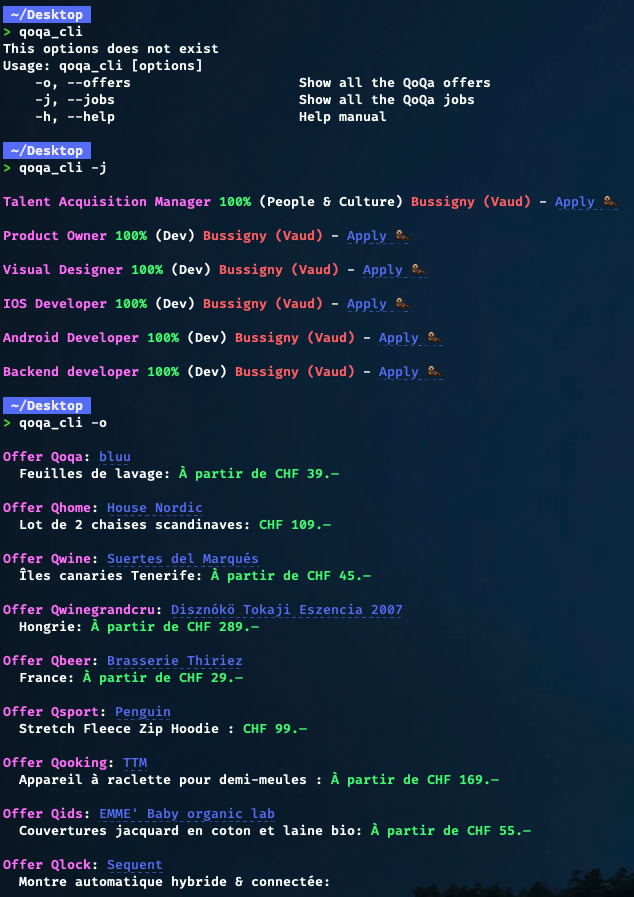 ~/Desktop
> qoqa_cli
This options does not exist
Usage: qoqa_cli [options]
-o, --offers Show all the QoQa offers
-j, --jobs Show all the QoQa jobs
-h, --help Help manual
~/Desktop
> qoqa_cli -j
Talent Acquisition Manager 100% (People & Culture) Bussigny (Vaud) - Apply 🦦
Product Owner 100% (Dev) Bussigny (Vaud) - Apply 🦦
Visual Designer 100% (Dev) Bussigny (Vaud) - Apply 🦦
IOS Developer 100% (Dev) Bussigny (Vaud) - Apply 🦦
Android Developer 100% (Dev) Bussigny (Vaud) - Apply 🦦
Backend developer 100% (Dev) Bussigny (Vaud) - Apply 🦦
~/Desktop
> qoqa_cli -o
Offer Qoqa: bluu
Feuilles de lavage: À partir de CHF 39.—
Offer Qhome: House Nordic
Lot de 2 chaises scandinaves: CHF 109.—
Offer Qwine: Suertes del Marqués
Îles canaries Tenerife: À partir de CHF 45.—
Offer Qwinegrandcru: Disznókö Tokaji Eszencia 2007
Hongrie: À partir de CHF 289.—
Offer Qbeer: Brasserie Thiriez
France: À partir de CHF 29.—
Offer Qsport: Penguin
Stretch Fleece Zip Hoodie : CHF 99.—
Offer Qooking: TTM
Appareil à raclette pour demi-meules : À partir de CHF 169.—
Offer Qids: EMME' Baby organic lab
Couvertures jacquard en coton et laine bio: À partir de CHF 55.—
Offer Qlock: Sequent
Montre automatique hybride & connectée: